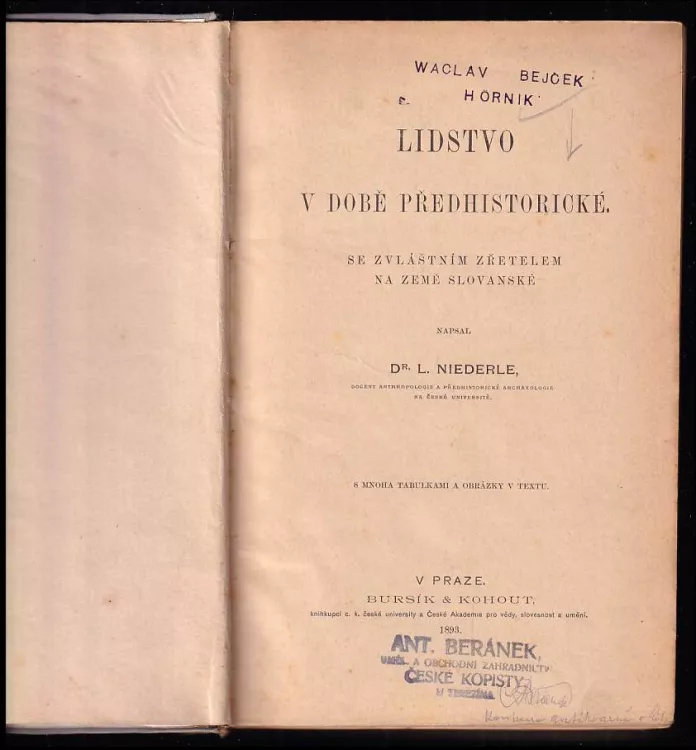 WACLAV BEJČEK
HORNIK
LIDSTVO
V DOBĚ PŘEDHISTORICKÉ.
SE ZVLÁŠTNÍM ZŘETELEM
NA ZEMĚ SLOVANSKÉ
NAPSAL
DR. L. NIEDERLE,
DOCENT ANTHROPOLOGIE A PŘEDHISTORICKÉ ARCHAEOLOGIE
NA ČESKÉ UNIVERSITĚ.
S MNOHA TABULKAMI A OBRÁZKY V TEXTU.
V PRAZE.
BURSÍK & KOHOUT,
knihkupci c. k. české university a České Akademie pro vědy, slovesnost a umění.
1893.
ANT. BERÁNEK,
UMĚL. A OBCHODNÍ ZAHRADNICTVÍ
ČESKÉ KOPISTY,
U TEREZÍNA